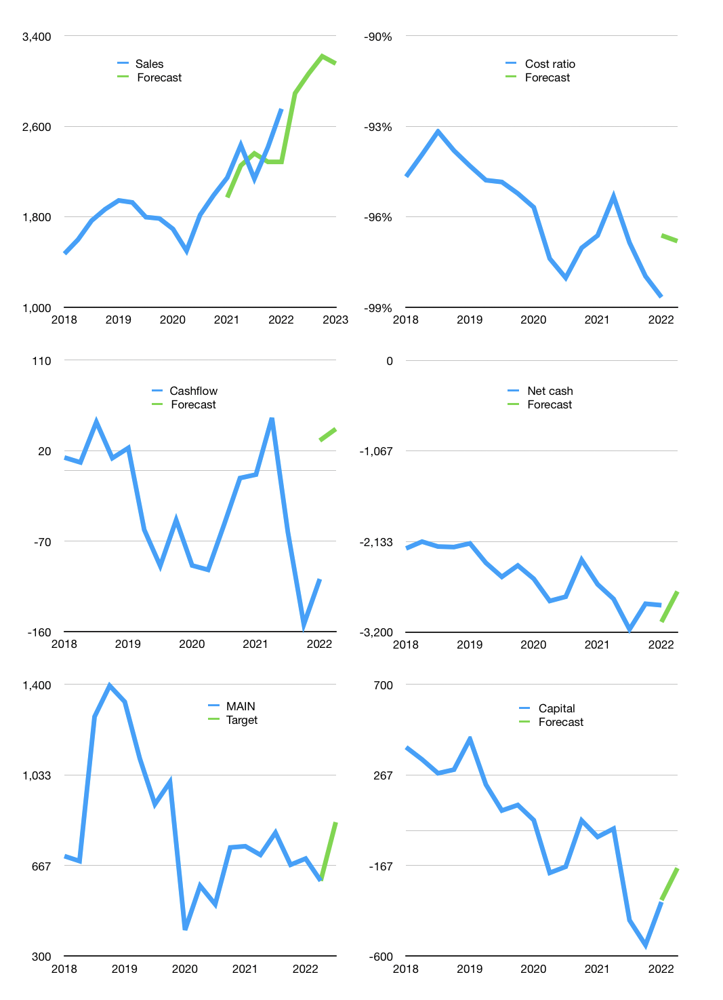 3,400
Sales
Forecast
2,600
1,800
1,000
2018 2019 2020 2021 2022 2023
-90%
Cost ratio
Forecast
-93%
-96%
-99%
2018 2019 2020 2021 2022
110
Cashflow
Forecast
20
-70
-160
2018 2019 2020 2021 2022
0
Net cash
Forecast
-1,067
-2,133
-3,200
2018 2019 2020 2021 2022
1,400
MAIN
Target
1,033
667
300
2018 2019 2020 2021 2022
700
Capital
Forecast
267
-167
-600
2018 2019 2020 2021 2022